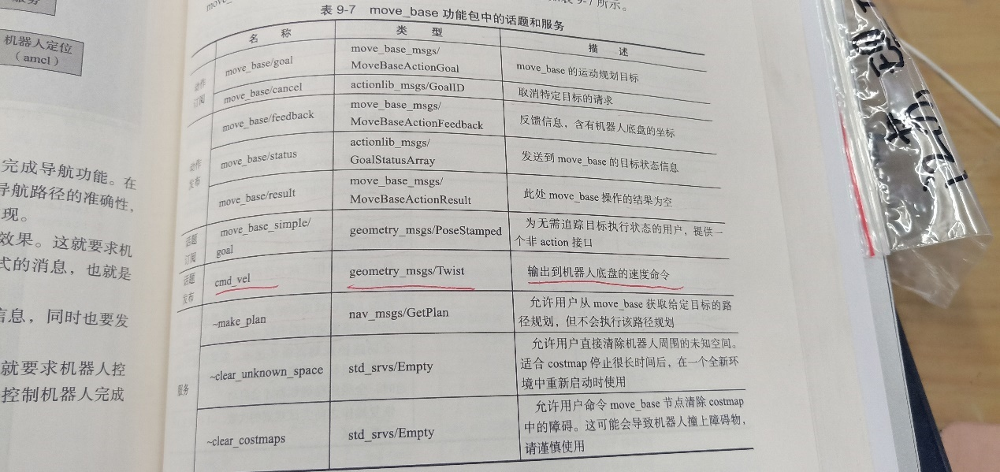 机器人定位
（amcl）
完成导航功能。在
导航路径的准确性，
现。
效果。这就要求机
式的消息，也就是
信息，同时也要发
就要求机器人控
控制机器人完成
表 9-7 move_base 功能包中的话题和服务
名 称 类 型 描 述
动作
订阅
move_base/goal
move_base_msgs/
MoveBaseActionGoal
move_base 的运动规划目标
move_base/cancel
actionlib_msgs/GoalID
取消特定目标的请求
动作
发布
move_base/feedback
move_base_msgs/
MoveBaseActionFeedback
反馈信息，含有机器人底盘的坐标
move_base/status
actionlib_msgs/
GoalStatusArray
发送到 move_base 的目标状态信息
move_base/result
move_base_msgs/
MoveBaseActionResult
此处 move_base 操作的结果为空
话题
订阅
move_base_simple/
goal
geometry_msgs/PoseStamped
为无需追踪目标执行状态的用户，提供一
个非 action 接口
话题
发布
cmd_vel
geometry_msgs/Twist
输出到机器人底盘的速度命令
服务
~make_plan
nav_msgs/GetPlan
允许用户从 move_base 获取给定目标的路
径规划，但不会执行该路径规划
~clear_unknown_space
std_srvs/Empty
允许用户直接清除机器人周围的未知空间。
适合 costmap 停止很长时间后，在一个全新环
境中重新启动时使用
~clear_costmaps
std_srvs/Empty
允许用户命令 move_base 节点清除 costmap
中的障碍。这可能会导致机器人撞上障碍物，
请谨慎使用